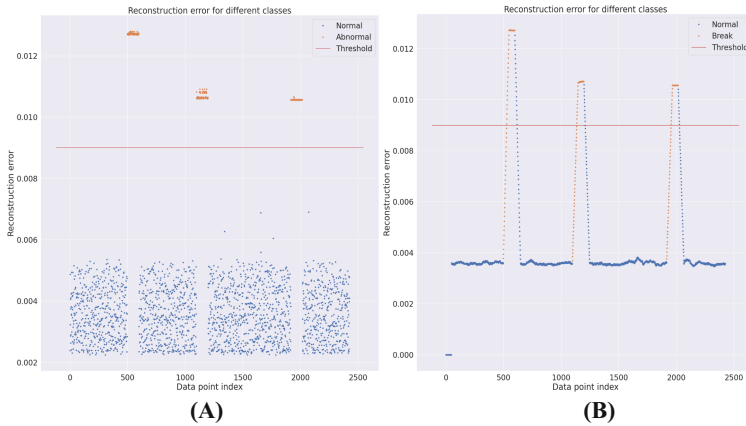 Reconstruction error for different classes
Normal
Abnormal
Threshold
Reconstruction error
0.012
0.010
0.008
0.006
0.004
0.002
0 500 1000 1500 2000 2500
Data point index
(A)
Reconstruction error for different classes
Normal
Break
Threshold
Reconstruction error
0.012
0.010
0.008
0.006
0.004
0.002
0.000
0 500 1000 1500 2000 2500
Data point index
(B)